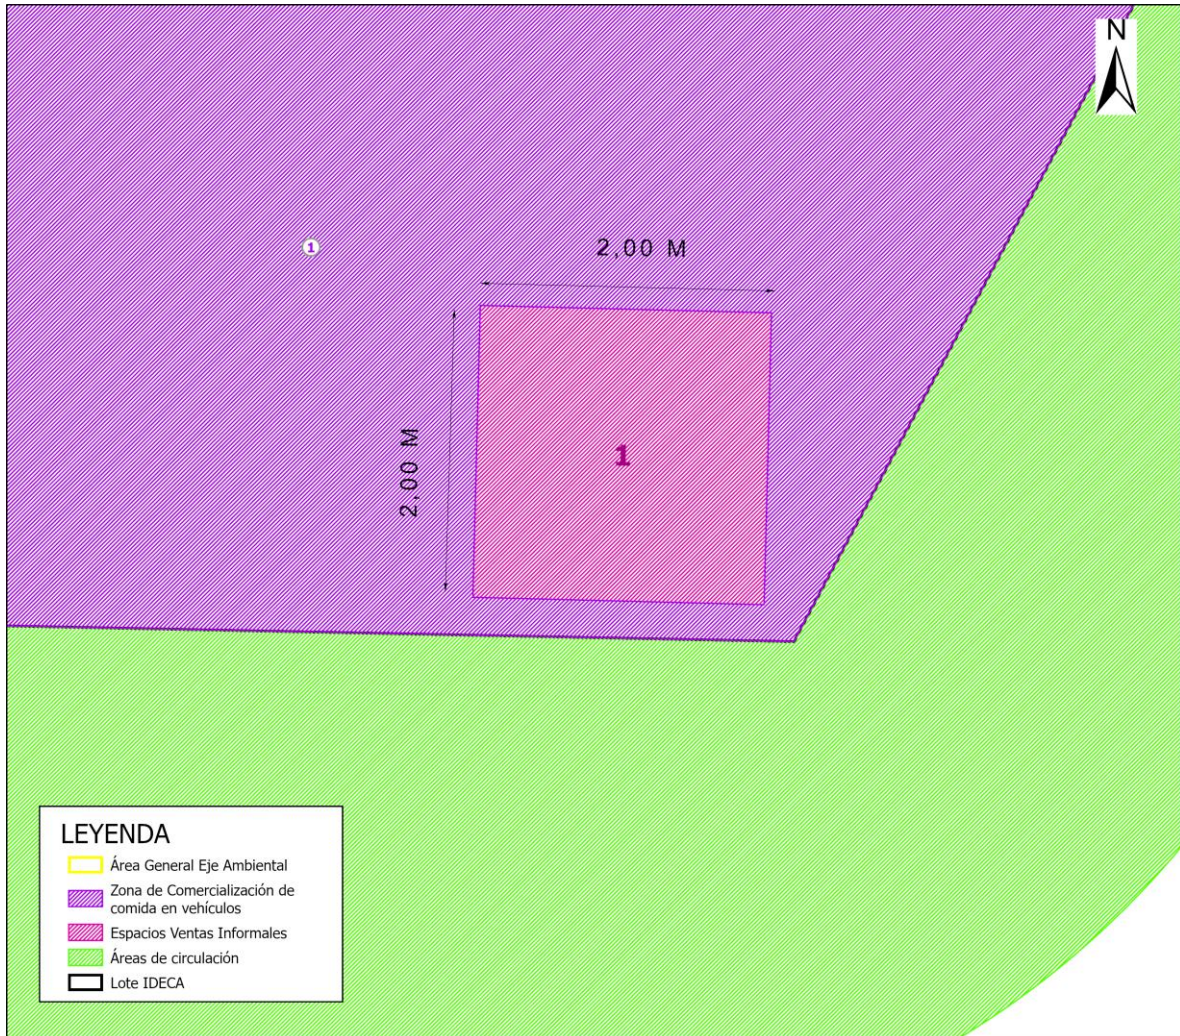 N
1
2,00 M
2,00 M
1
LEYENDA
Área General Eje Ambiental
Zona de Comercialización de
comida en vehículos
Espacios Ventas Informales
Áreas de circulación
Lote IDECA